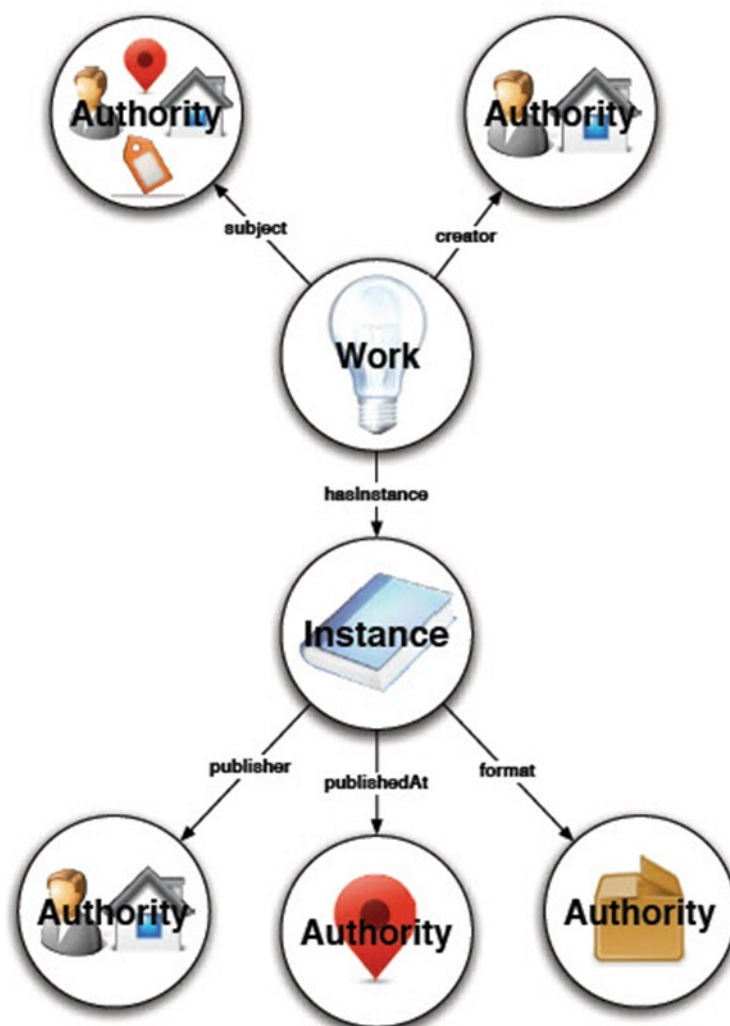 Authority
Authority
subject
creator
Work
hasInstance
Instance
publisher
publishedAt
format
Authority
Authority
Authority